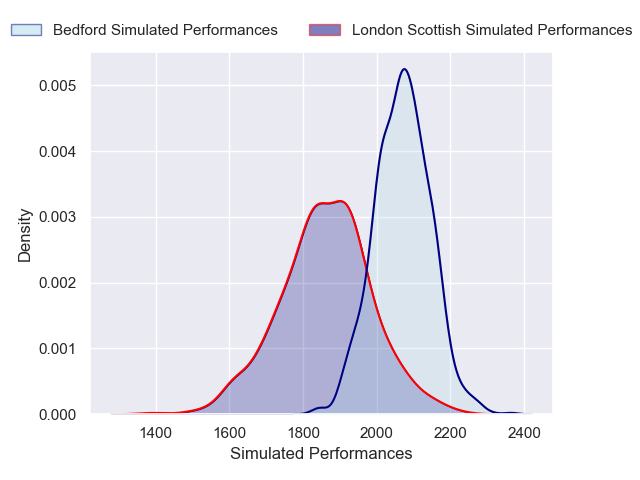 Bedford Simulated Performances
London Scottish Simulated Performances
0.005
0.004
0.003
0.002
0.001
0.000
Density
1400 1600 1800 2000 2200 2400
Simulated Performances